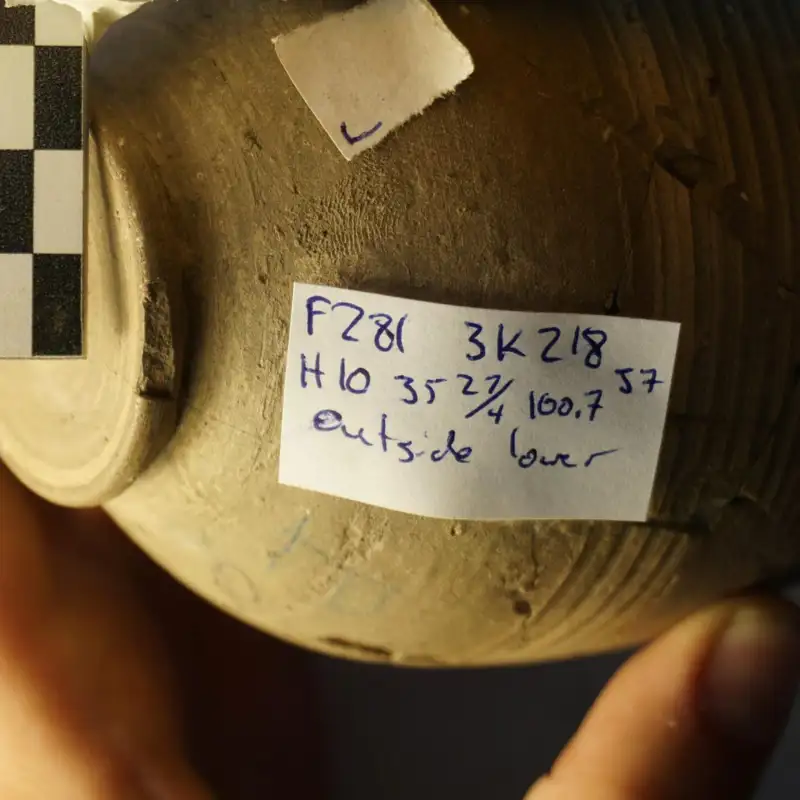 F281 3K218
H10 35 27/4 100.7 57
outside lower